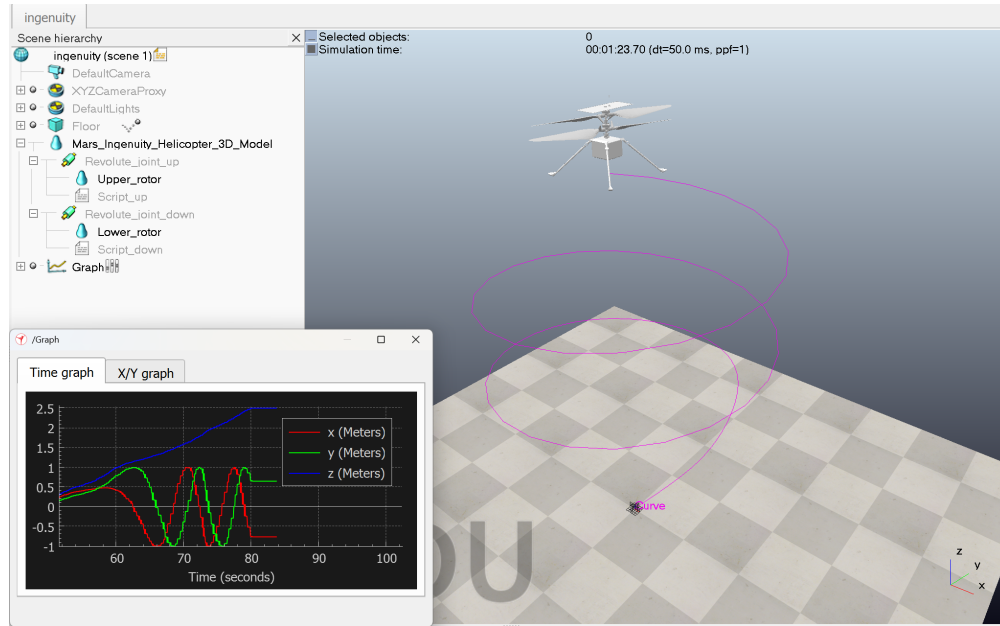 ingenuity
Scene hierarchy
ingenuity (scene 1)
DefaultCamera
XYZCameraProxy
DefaultLights
Floor
Mars_Ingenuity_Helicopter_3D_Model
Revolute_joint_up
Upper_rotor
Script_up
Revolute_joint_down
Lower_rotor
Script_down
Graph
Selected objects: 0
Simulation time: 00:01:23.70 (dt=50.0 ms, ppf=1)
/Graph
Time graph X/Y graph
2.5
2
1.5
1
0.5
0
-0.5
-1
x (Meters)
y (Meters)
z (Meters)
60 70 80 90 100
Time (seconds)
Curve
DU
z
y
x